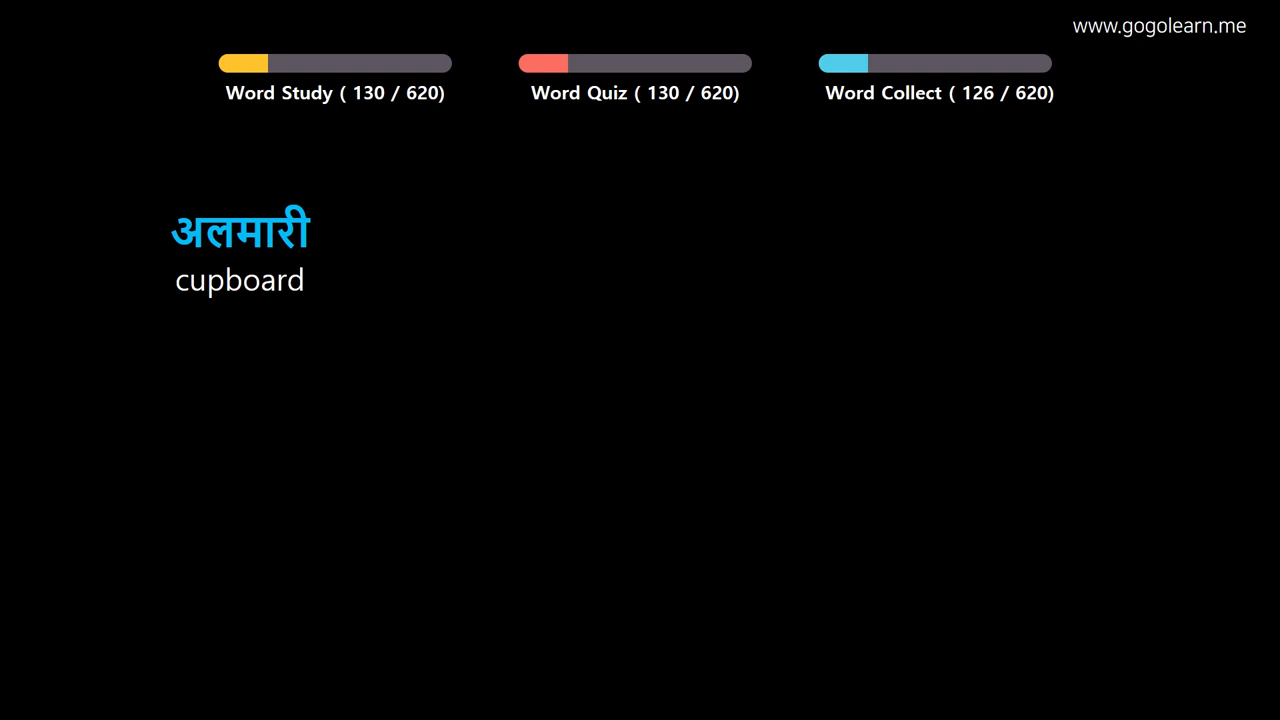 www.gogolearn.me
Word Study ( 130 / 620)
Word Quiz ( 130 / 620)
Word Collect ( 126 / 620)
अलमारी
cupboard